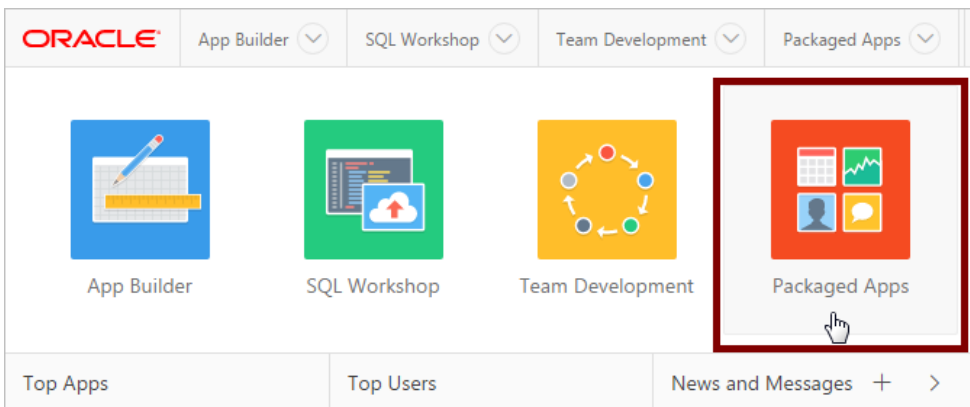 ORACLE App Builder SQL Workshop Team Development Packaged Apps
App Builder SQL Workshop Team Development Packaged Apps
Top Apps Top Users News and Messages